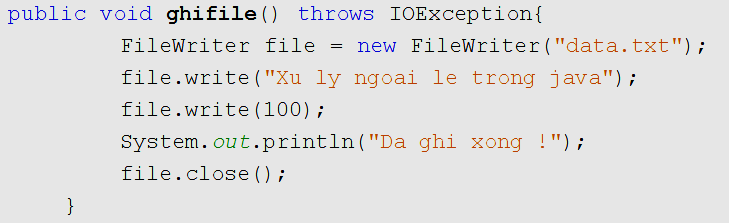 public void ghifile() throws IOException{
FileWriter file = new FileWriter("data.txt");
file.write("Xu ly ngoai le trong java");
file.write(100);
System.out.println("Da ghi xong !");
file.close();
}